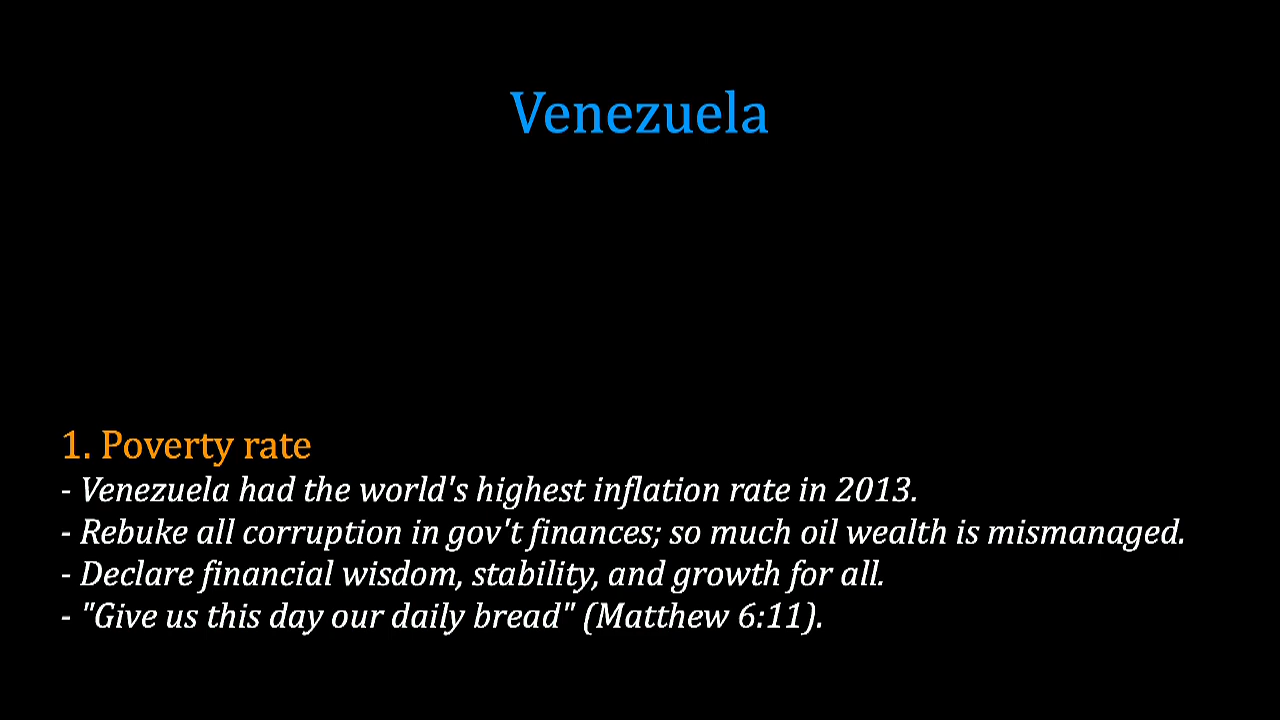 Venezuela
1. Poverty rate
- Venezuela had the world's highest inflation rate in 2013.
- Rebuke all corruption in gov't finances; so much oil wealth is mismanaged.
- Declare financial wisdom, stability, and growth for all.
- "Give us this day our daily bread" (Matthew 6:11).